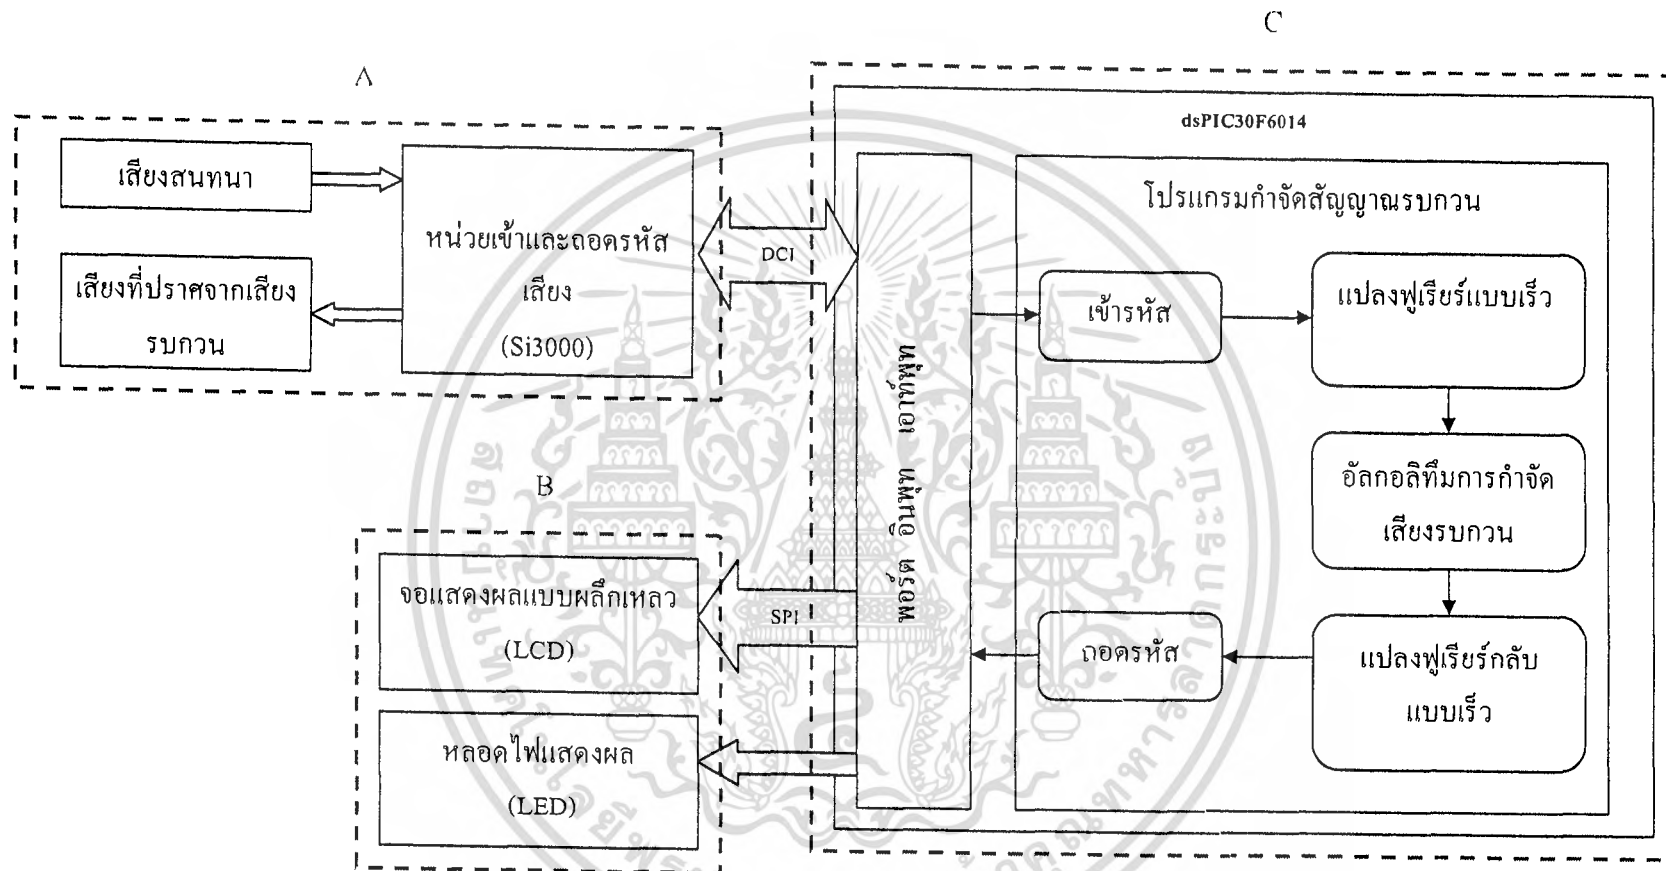 A
เสียงสนทนา
เสียงที่ปราศจากเสียง
รบกวน
หน่วยเข้าและถอดรหัส
เสียง
(Si3000)
DCI
B
จอแสดงผลแบบผลึกเหลว
(LCD)
หลอดไฟแสดงผล
(LED)
SPI
C
dsPIC30F6014
โปรแกรมกำจัดสัญญาณรบกวน
เข้ารหัส
แปลงฟูเรียร์แบบเร็ว
อัลกอลิทึมการกำจัด
เสียงรบกวน
แปลงฟูเรียร์กลับ
แบบเร็ว
ถอดรหัส